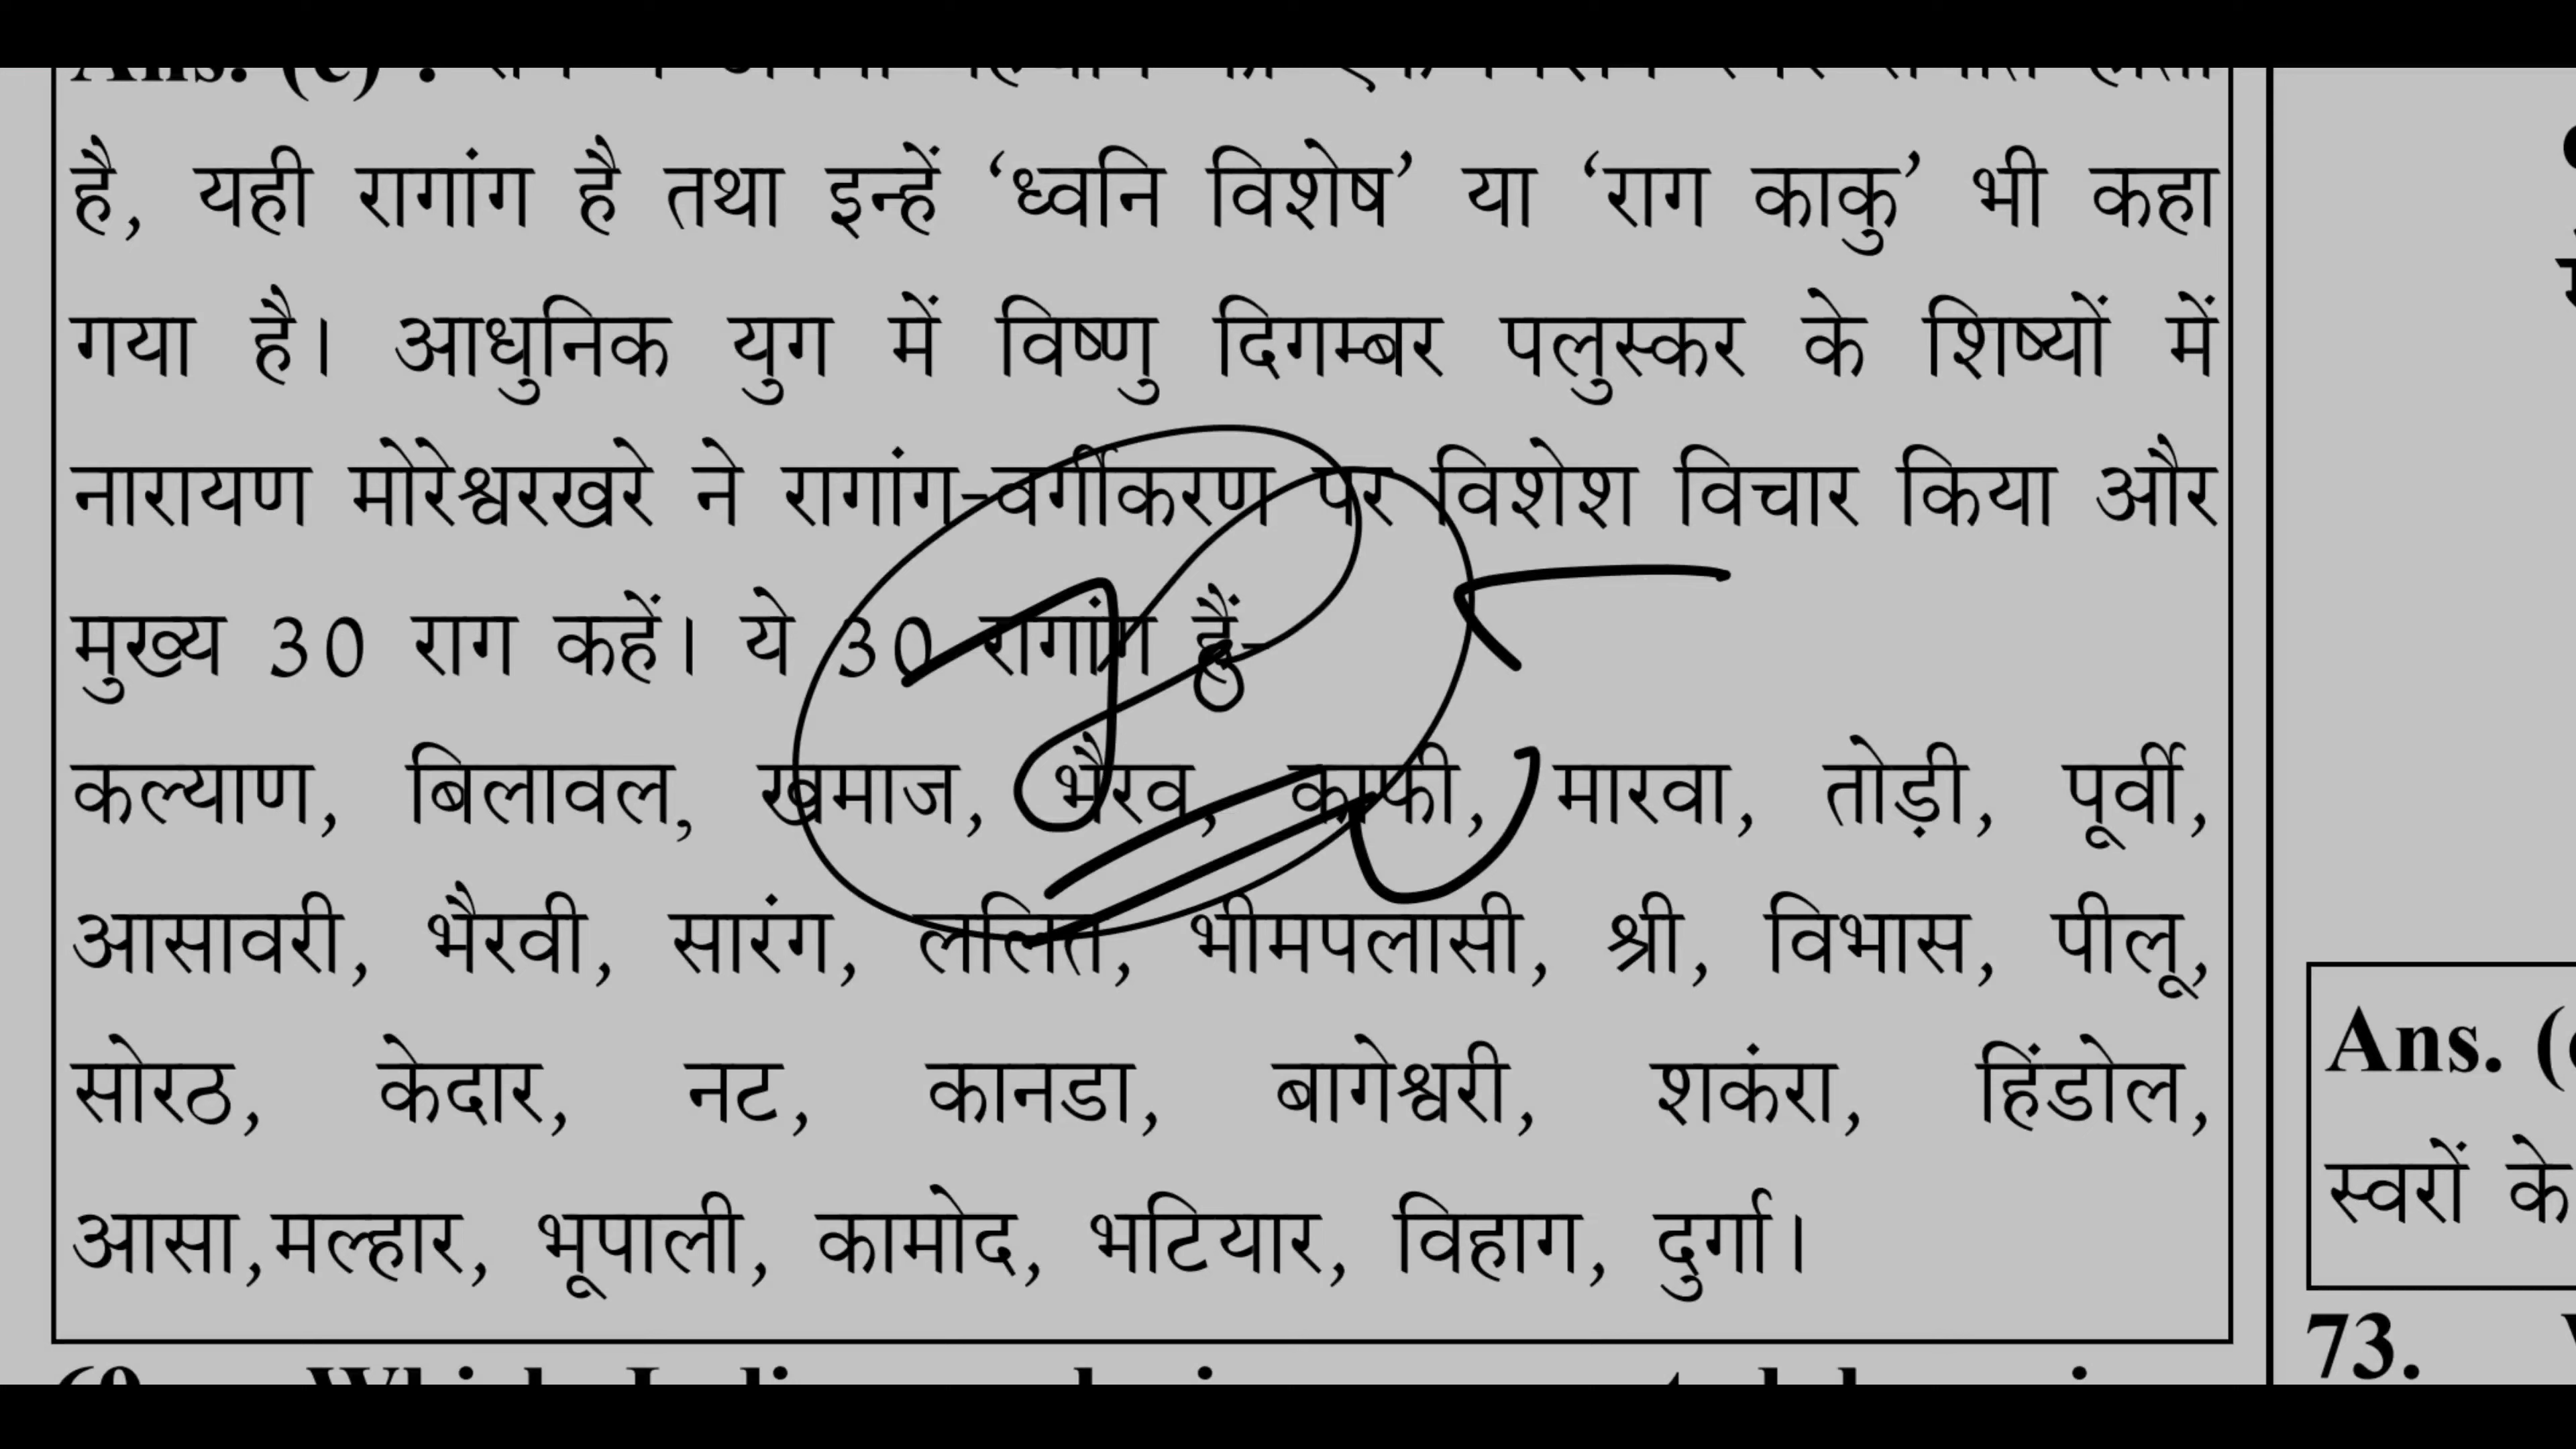 Ans. (c) :
है, यही रागांग है तथा इन्हें ‘ध्वनि विशेष’ या ‘राग काकु’ भी कहा
गया है। आधुनिक युग में विष्णु दिगम्बर पलुस्कर के शिष्यों में
नारायण मोरेश्वरखरे ने रागांग-वर्गीकरण पर विशेश विचार किया और
मुख्य 30 राग कहें। ये 30 रागांग हैं-
कल्याण, बिलावल, खमाज, भैरव, काफी, मारवा, तोड़ी, पूर्वी,
आसावरी, भैरवी, सारंग, ललित, भीमपलासी, श्री, विभास, पीलू,
सोरठ, केदार, नट, कानडा, बागेश्वरी, शकंरा, हिंडोल,
आसा,मल्हार, भूपाली, कामोद, भटियार, विहाग, दुर्गा।
Ans.
स्वरों के
73.